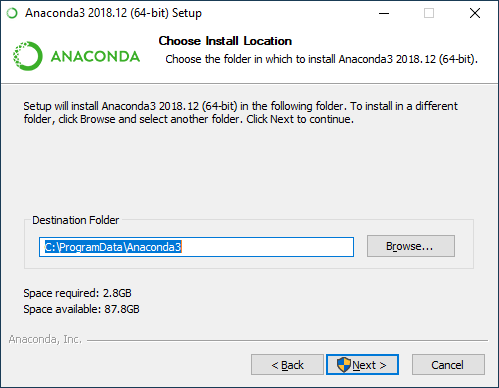 Anaconda3 2018.12 (64-bit) Setup
ANACONDA
Choose Install Location
Choose the folder in which to install Anaconda3 2018.12 (64-bit).
Setup will install Anaconda3 2018.12 (64-bit) in the following folder. To install in a different
folder, click Browse and select another folder. Click Next to continue.
Destination Folder
C:\ProgramData\Anaconda3
Browse...
Space required: 2.8GB
Space available: 87.8GB
Anaconda, Inc.
< Back
Next >
Cancel